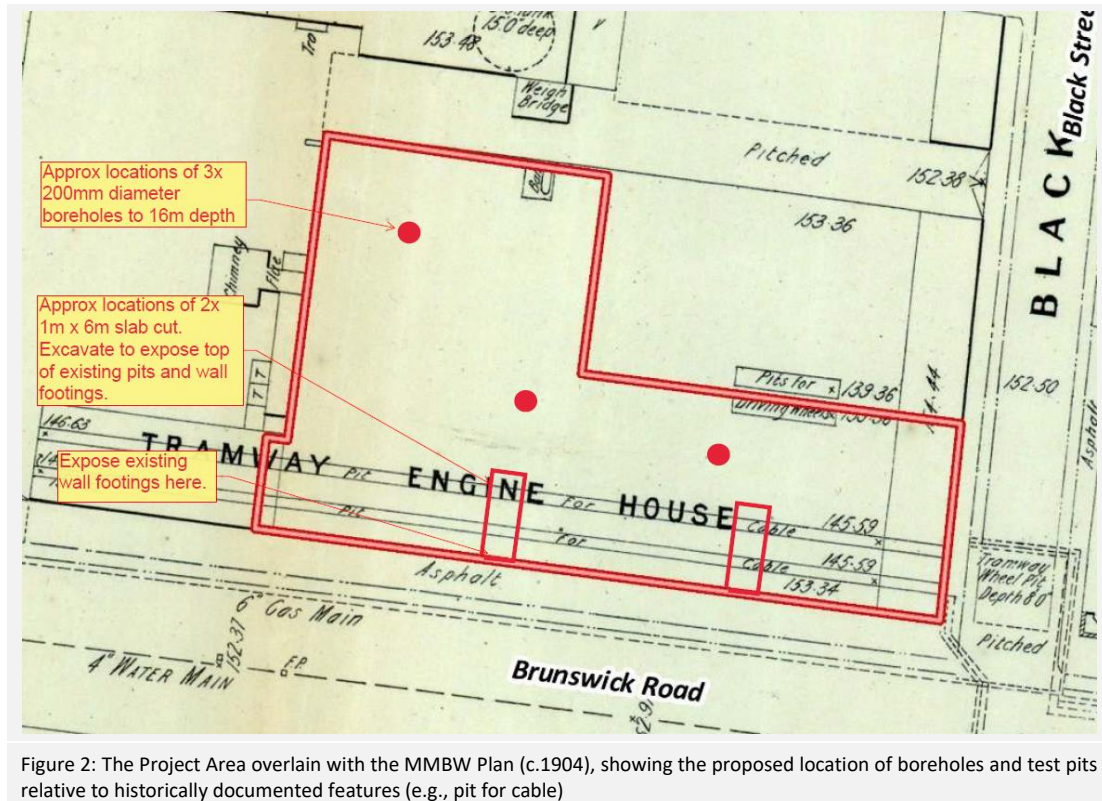 15.0 deep
153.48
Weigh
Bridge
Pitched
152.38
BLACK
Black Stree
153.36
Approx locations of 3x
200mm diameter
boreholes to 16m depth
Chimney
Flue
Approx locations of 2x
1m x 6m slab cut.
Excavate to expose top
of existing pits and wall
footings.
Pits for 139.36
Driving wheels
152.50
Asphalt
T T
146.63
TRAMWAY ENGINE HOUSE
Pit For Cable 145.59
Expose existing
wall footings here.
Pit For Cable 145.59
153.34
Asphalt
Tramway
Wheel Pit
Depth 8.0
Pitched
6" Gas Main
152.37
4" WATER MAIN
F.P.
Brunswick Road
Figure 2: The Project Area overlain with the MMBW Plan (c.1904), showing the proposed location of boreholes and test pits
relative to historically documented features (e.g., pit for cable)